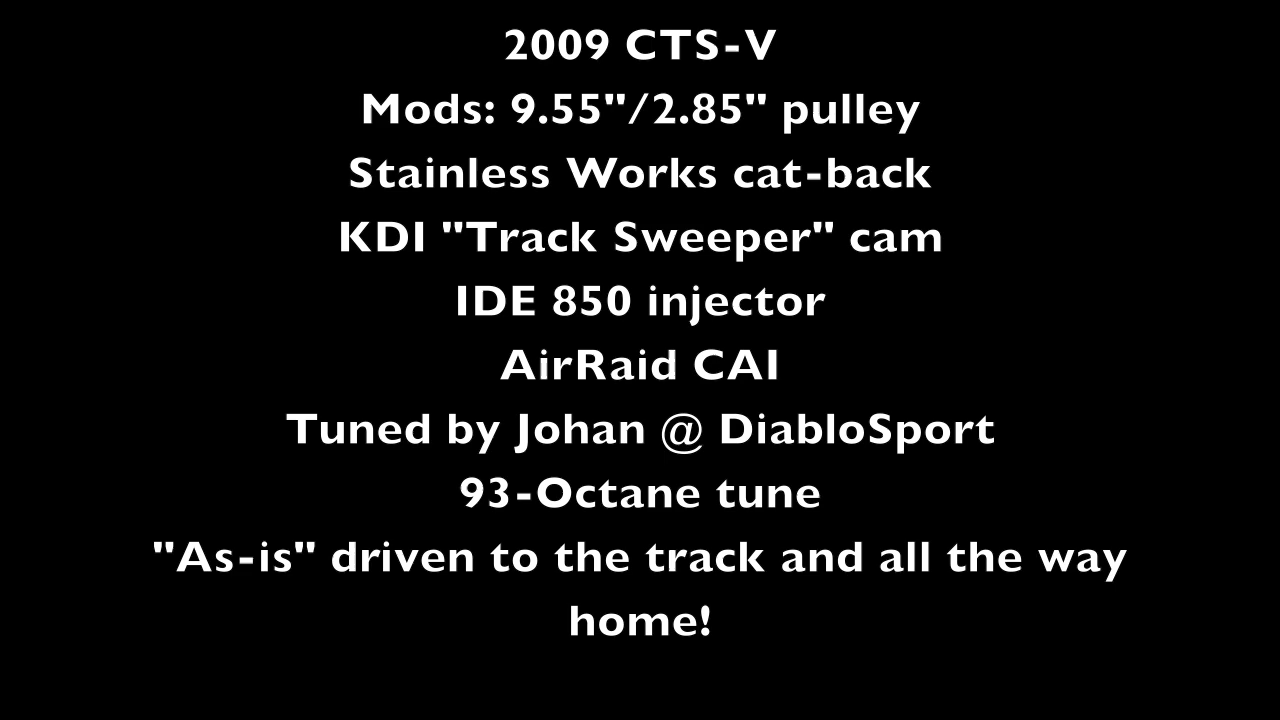 2009 CTS-V
Mods: 9.55"/2.85" pulley
Stainless Works cat-back
KDI "Track Sweeper" cam
IDE 850 injector
AirRaid CAI
Tuned by Johan @ DiabloSport
93-Octane tune
"As-is" driven to the track and all the way
home!